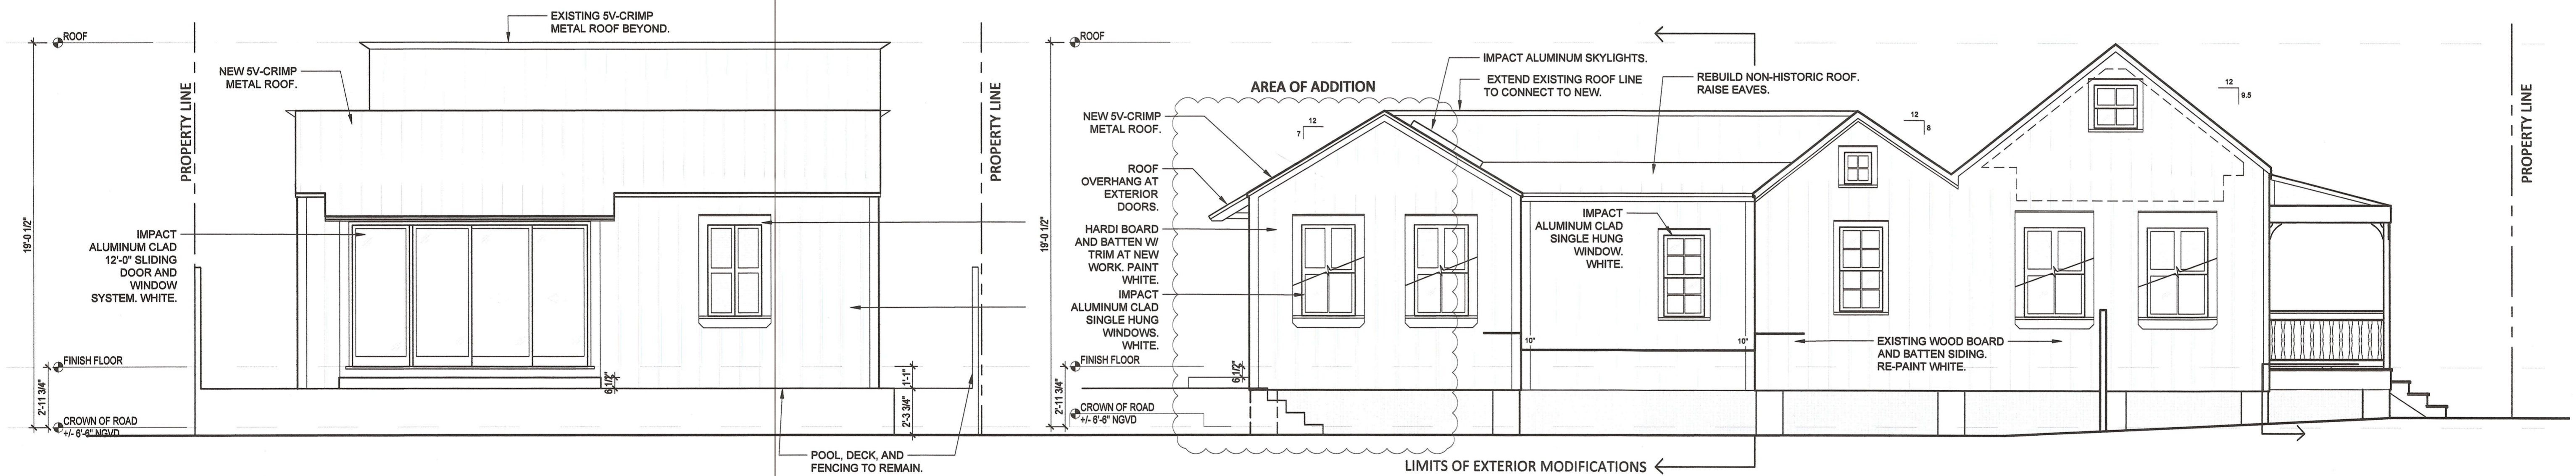 EXISTING 5V-CRIMP
METAL ROOF BEYOND.
ROOF
NEW 5V-CRIMP
METAL ROOF.
PROPERTY LINE
PROPERTY LINE
19'-0 1/2"
IMPACT
ALUMINUM CLAD
12'-0" SLIDING
DOOR AND
WINDOW
SYSTEM. WHITE.
FINISH FLOOR
2'-11 3/4"
CROWN OF ROAD
+/- 6'-6" NGVD
6 1/2"
1'-1"
2'-3 3/4"
POOL, DECK, AND
FENCING TO REMAIN.
ROOF
19'-0 1/2"
AREA OF ADDITION
IMPACT ALUMINUM SKYLIGHTS.
EXTEND EXISTING ROOF LINE
TO CONNECT TO NEW.
REBUILD NON-HISTORIC ROOF.
RAISE EAVES.
NEW 5V-CRIMP
METAL ROOF.
12
7
12
8
12
9.5
PROPERTY LINE
ROOF
OVERHANG AT
EXTERIOR
DOORS.
HARDI BOARD
AND BATTEN W/
TRIM AT NEW
WORK. PAINT
WHITE.
IMPACT
ALUMINUM CLAD
SINGLE HUNG
WINDOWS.
WHITE.
IMPACT
ALUMINUM CLAD
SINGLE HUNG
WINDOW.
WHITE.
10"
10"
EXISTING WOOD BOARD
AND BATTEN SIDING.
RE-PAINT WHITE.
FINISH FLOOR
6 1/2"
2'-11 3/4"
CROWN OF ROAD
+/- 6'-6" NGVD
LIMITS OF EXTERIOR MODIFICATIONS